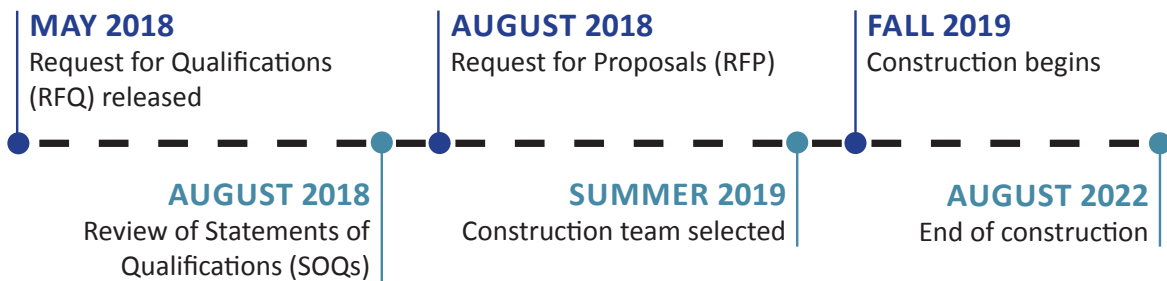 MAY 2018
Request for Qualifications
(RFQ) released
AUGUST 2018
Review of Statements of
Qualifications (SOQs)
AUGUST 2018
Request for Proposals (RFP)
SUMMER 2019
Construction team selected
FALL 2019
Construction begins
AUGUST 2022
End of construction